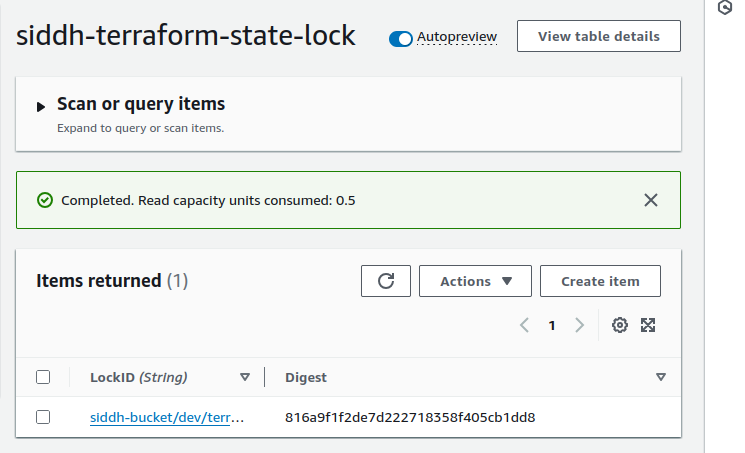 siddh-terraform-state-lock
Autopreview
View table details
Scan or query items
Expand to query or scan items.
Completed. Read capacity units consumed: 0.5
Items returned (1)
Actions
Create item
1
LockID (String)
Digest
siddh-bucket/dev/terr...
816a9f1f2de7d222718358f405cb1dd8